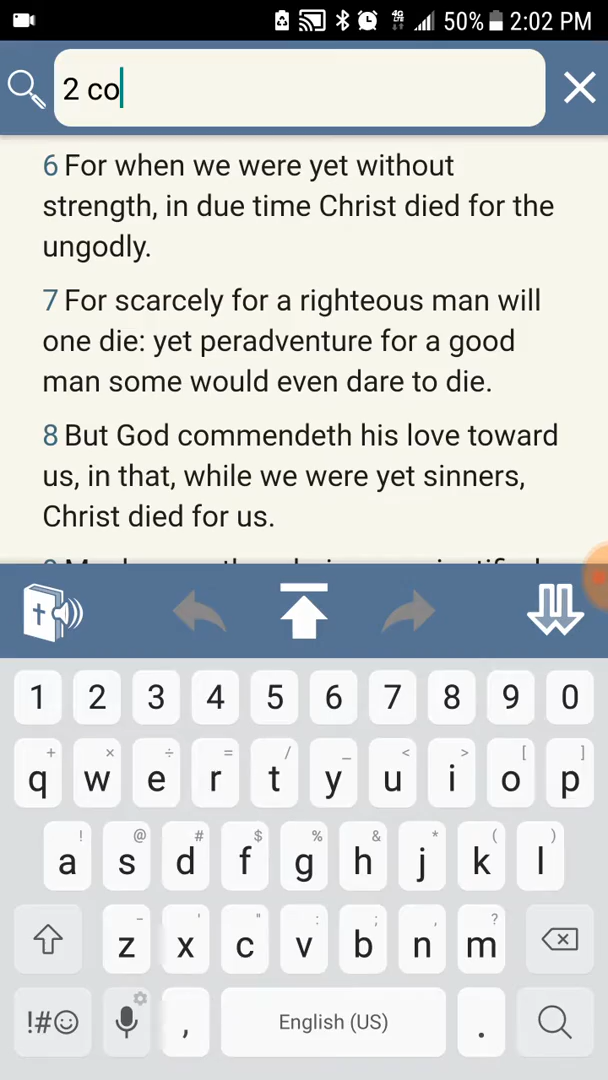 4G LTE 50% 2:02 PM
2 co
6 For when we were yet without
strength, in due time Christ died for the
ungodly.
7 For scarcely for a righteous man will
one die: yet peradventure for a good
man some would even dare to die.
8 But God commendeth his love toward
us, in that, while we were yet sinners,
Christ died for us.
1 2 3 4 5 6 7 8 9 0
+ × ÷ = / _ < > [ ]
q w e r t y u i o p
! @ # $ % & * ( )
a s d f g h j k l
- ' " : ; , ?
z x c v b n m
!#☺ , English (US) .